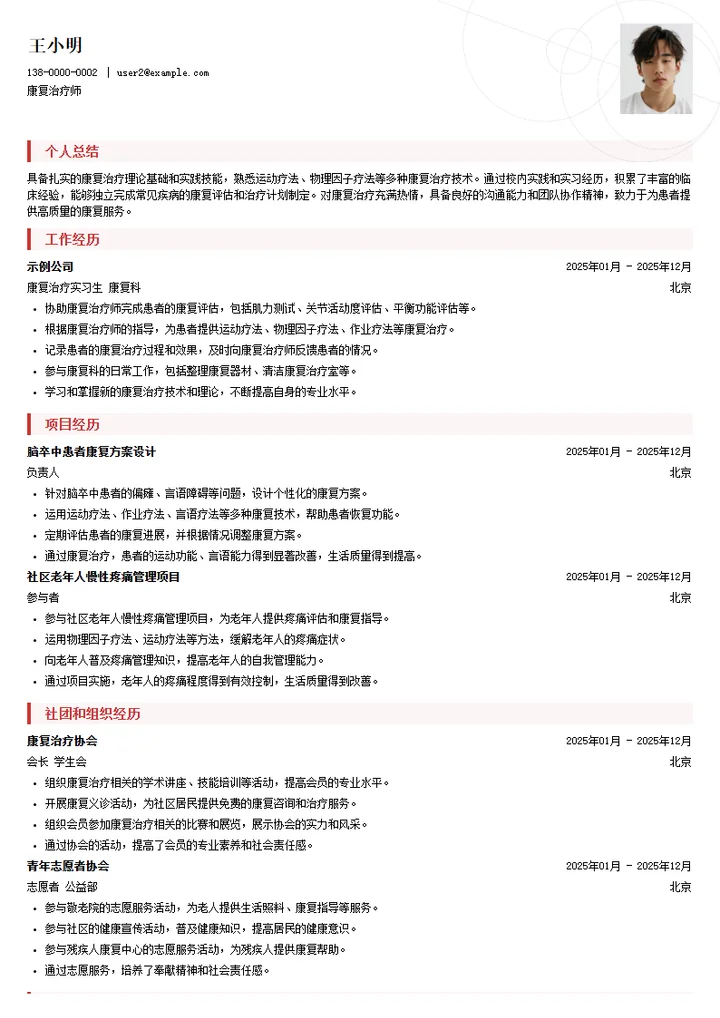 王小明
138-0000-0002 | user2@example.com
康复治疗师
个人总结
具备扎实的康复治疗理论基础和实践技能，熟悉运动疗法、物理因子疗法等多种康复治疗技术。通过校内实践和实习经历，积累了丰富的临
床经验，能够独立完成常见疾病的康复评估和治疗计划制定。对康复治疗充满热情，具备良好的沟通能力和团队协作精神，致力于为患者提
供高质量的康复服务。
工作经历
示例公司 2025年01月 - 2025年12月
康复治疗实习生 康复科 北京
• 协助康复治疗师完成患者的康复评估，包括肌力测试、关节活动度评估、平衡功能评估等。
• 根据康复治疗师的指导，为患者提供运动疗法、物理因子疗法、作业疗法等康复治疗。
• 记录患者的康复治疗过程和效果，及时向康复治疗师反馈患者的情况。
• 参与康复科的日常工作，包括整理康复器材、清洁康复治疗室等。
• 学习和掌握新的康复治疗技术和理论，不断提高自身的专业水平。
项目经历
脑卒中患者康复方案设计 2025年01月 - 2025年12月
负责人 北京
• 针对脑卒中患者的偏瘫、言语障碍等问题，设计个性化的康复方案。
• 运用运动疗法、作业疗法、言语疗法等多种康复技术，帮助患者恢复功能。
• 定期评估患者的康复进展，并根据情况调整康复方案。
• 通过康复治疗，患者的运动功能、言语能力得到显著改善，生活质量得到提高。
社区老年人慢性疼痛管理项目 2025年01月 - 2025年12月
参与者 北京
• 参与社区老年人慢性疼痛管理项目，为老年人提供疼痛评估和康复指导。
• 运用物理因子疗法、运动疗法等方法，缓解老年人的疼痛症状。
• 向老年人普及疼痛管理知识，提高老年人的自我管理能力。
• 通过项目实施，老年人的疼痛程度得到有效控制，生活质量得到改善。
社团和组织经历
康复治疗协会 2025年01月 - 2025年12月
会长 学生会 北京
• 组织康复治疗相关的学术讲座、技能培训等活动，提高会员的专业水平。
• 开展康复义诊活动，为社区居民提供免费的康复咨询和治疗服务。
• 组织会员参加康复治疗相关的比赛和展览，展示协会的实力和风采。
• 通过协会的活动，提高了会员的专业素养和社会责任感。
青年志愿者协会 2025年01月 - 2025年12月
志愿者 公益部 北京
• 参与敬老院的志愿服务活动，为老人提供生活照料、康复指导等服务。
• 参与社区的健康宣传活动，普及健康知识，提高居民的健康意识。
• 参与残疾人康复中心的志愿服务活动，为残疾人提供康复帮助。
• 通过志愿服务，培养了奉献精神和社会责任感。